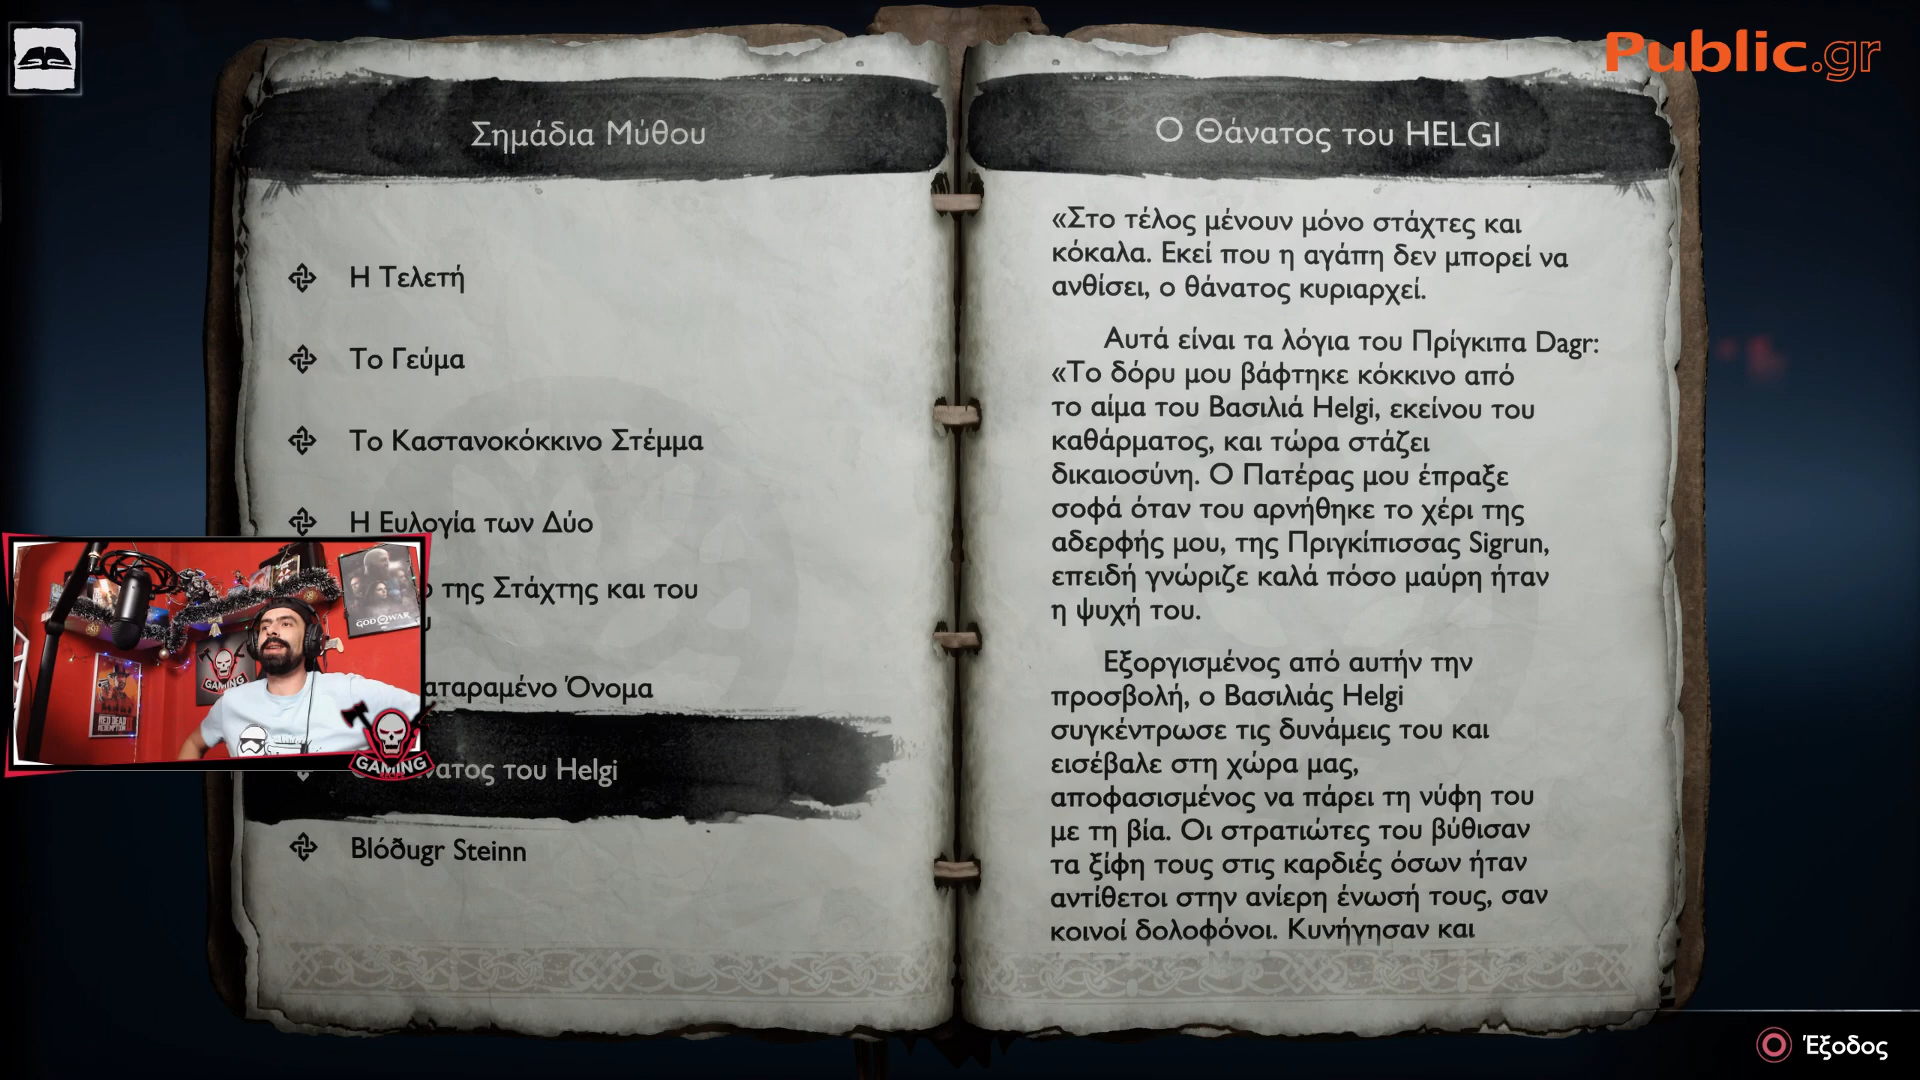 Public.gr
Σημάδια Μύθου
Η Τελετή
Το Γεύμα
Το Καστανοκόκκινο Στέμμα
Η Ευλογία των Δύο
της Στάχτης και του
Όνομα
του Helgi
Blóðugr Steinn
Ο Θάνατος του HELGI
«Στο τέλος μένουν μόνο στάχτες και
κόκαλα. Εκεί που η αγάπη δεν μπορεί να
ανθίσει, ο θάνατος κυριαρχεί.
Αυτά είναι τα λόγια του Πρίγκιπα Dagr:
«Το δόρυ μου βάφτηκε κόκκινο από
το αίμα του Βασιλιά Helgi, εκείνου του
καθάρματος, και τώρα στάζει
δικαιοσύνη. Ο Πατέρας μου έπραξε
σοφά όταν του αρνήθηκε το χέρι της
αδερφής μου, της Πριγκίπισσας Sigrun,
επειδή γνώριζε καλά πόσο μαύρη ήταν
η ψυχή του.
Εξοργισμένος από αυτήν την
προσβολή, ο Βασιλιάς Helgi
συγκέντρωσε τις δυνάμεις του και
εισέβαλε στη χώρα μας,
αποφασισμένος να πάρει τη νύφη του
με τη βία. Οι στρατιώτες του βύθισαν
τα ξίφη τους στις καρδιές όσων ήταν
αντίθετοι στην ανίερη ένωσή τους, σαν
κοινοί δολοφόνοι. Κυνήγησαν και
GOD OF WAR
GAMING
RED DEAD
REDEMPTION
GAMING
Έξοδος